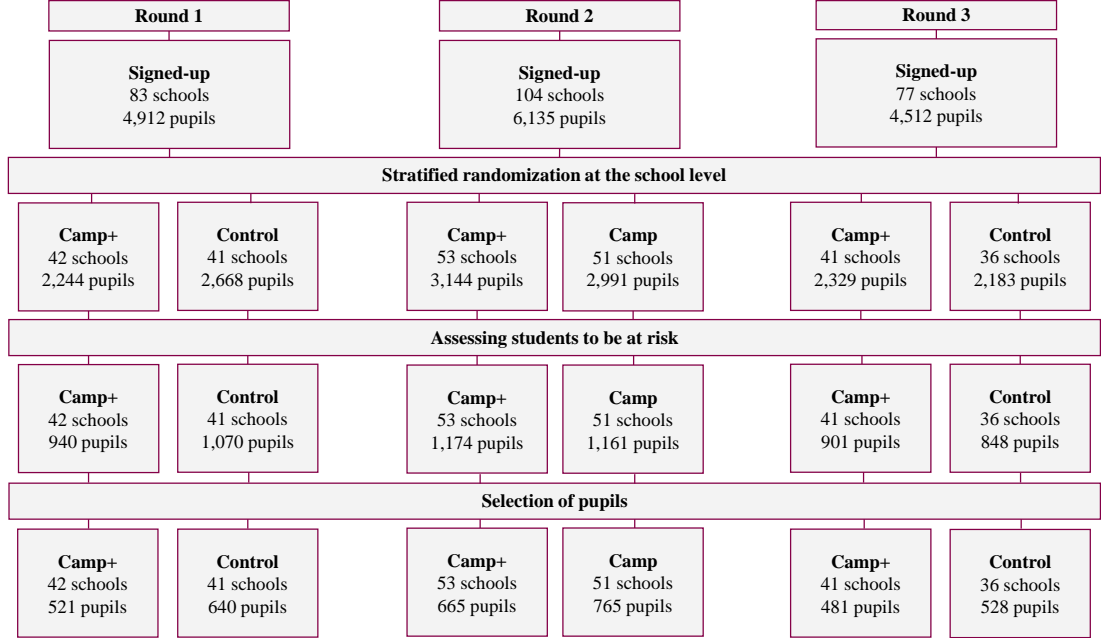 Round 1
Round 2
Round 3
Signed-up
83 schools
4,912 pupils
Signed-up
104 schools
6,135 pupils
Signed-up
77 schools
4,512 pupils
Stratified randomization at the school level
Camp+
42 schools
2,244 pupils
Control
41 schools
2,668 pupils
Camp+
53 schools
3,144 pupils
Camp
51 schools
2,991 pupils
Camp+
41 schools
2,329 pupils
Control
36 schools
2,183 pupils
Assessing students to be at risk
Camp+
42 schools
940 pupils
Control
41 schools
1,070 pupils
Camp+
53 schools
1,174 pupils
Camp
51 schools
1,161 pupils
Camp+
41 schools
901 pupils
Control
36 schools
848 pupils
Selection of pupils
Camp+
42 schools
521 pupils
Control
41 schools
640 pupils
Camp+
53 schools
665 pupils
Camp
51 schools
765 pupils
Camp+
41 schools
481 pupils
Control
36 schools
528 pupils